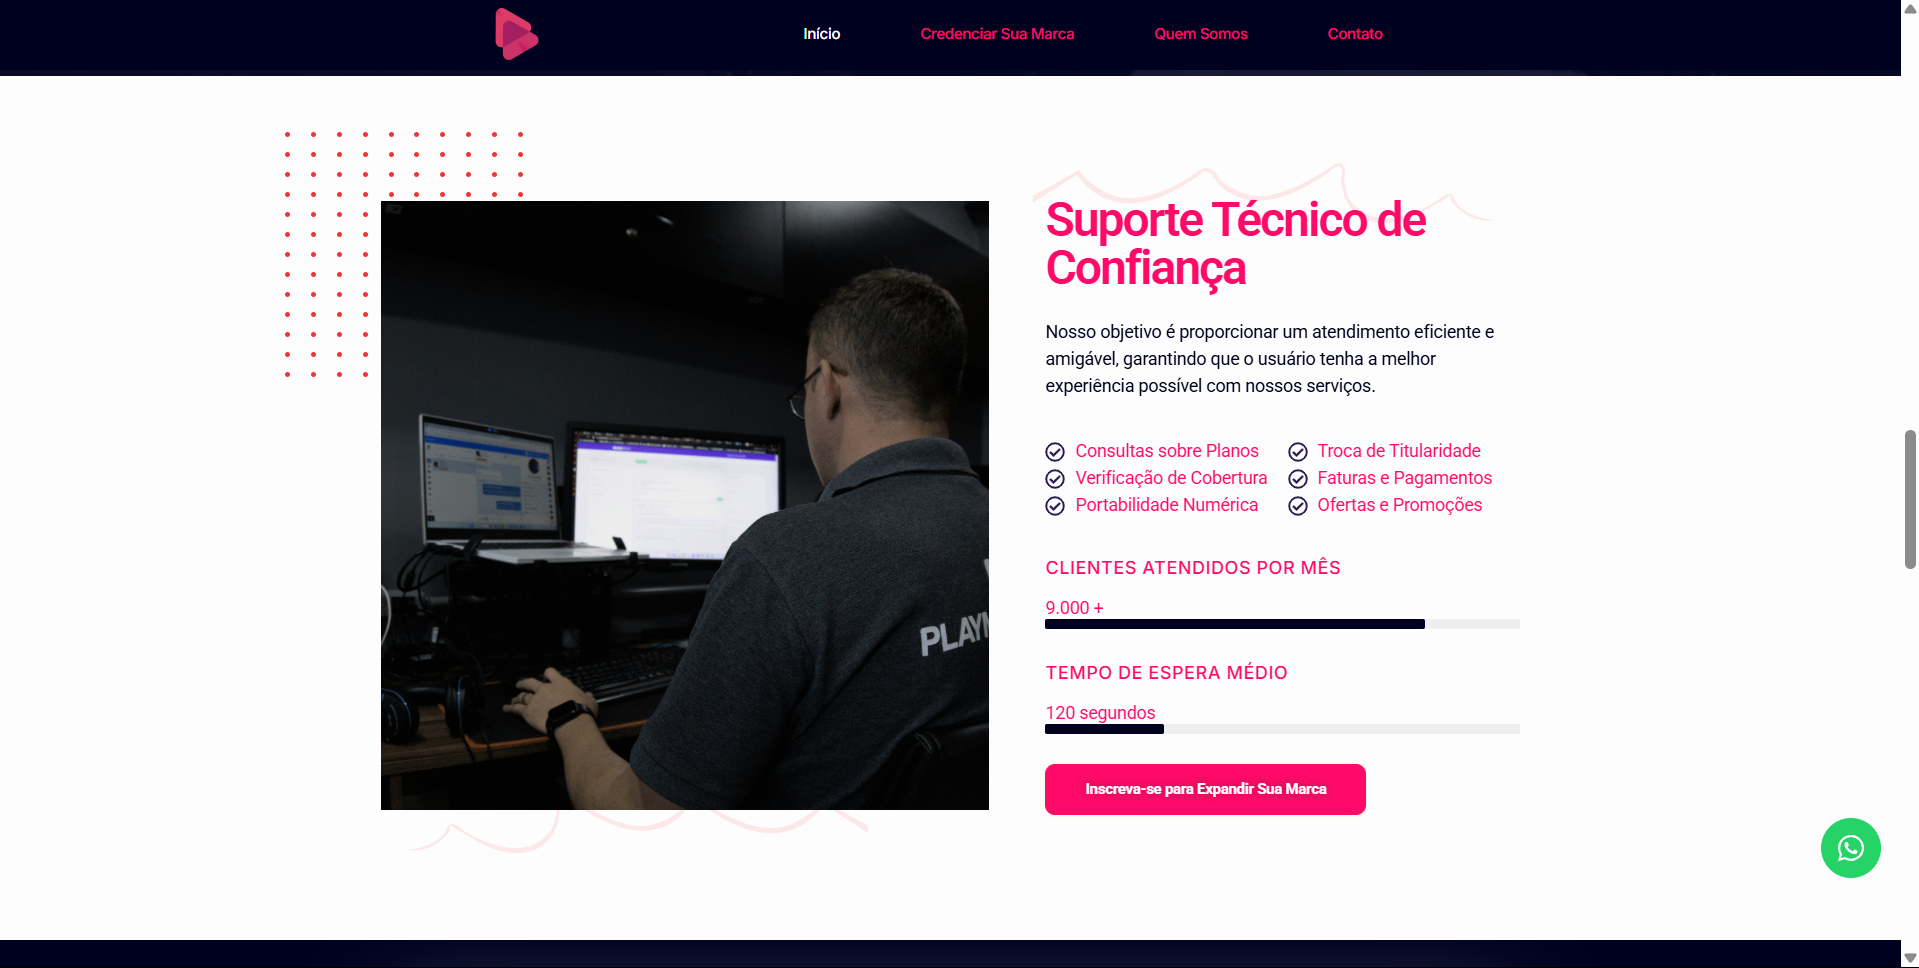 Início
Credenciar Sua Marca
Quem Somos
Contato
Suporte Técnico de
Confiança
Nosso objetivo é proporcionar um atendimento eficiente e
amigável, garantindo que o usuário tenha a melhor
experiência possível com nossos serviços.
Consultas sobre Planos
Troca de Titularidade
Verificação de Cobertura
Faturas e Pagamentos
Portabilidade Numérica
Ofertas e Promoções
CLIENTES ATENDIDOS POR MÊS
9.000 +
TEMPO DE ESPERA MÉDIO
120 segundos
Inscreva-se para Expandir Sua Marca